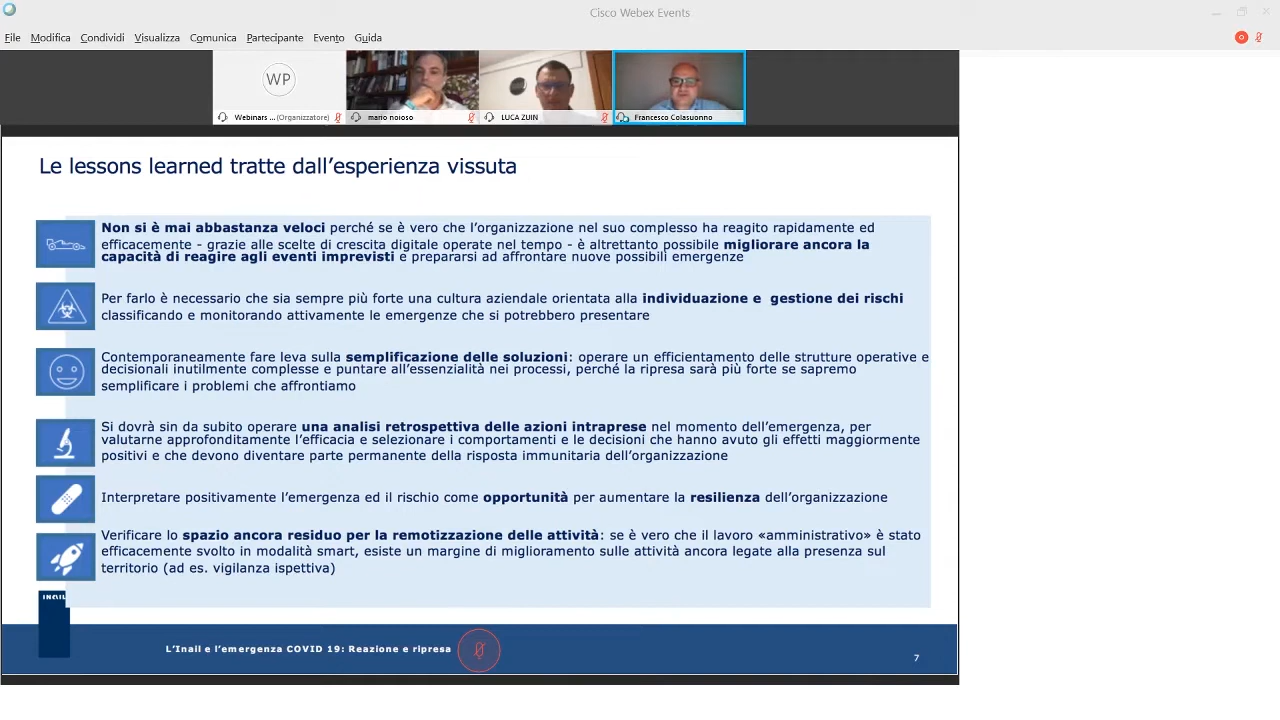 Cisco Webex Events
File Modifica Condividi Visualizza Comunica Partecipante Evento Guida
WP
Webinars ... (Organizzatore) mario noioso LUCA ZUIN Francesco Colasuonno
Le lessons learned tratte dall'esperienza vissuta
Non si è mai abbastanza veloci perché se è vero che l'organizzazione nel suo complesso ha reagito rapidamente ed
efficacemente - grazie alle scelte di crescita digitale operate nel tempo - è altrettanto possibile migliorare ancora la
capacità di reagire agli eventi imprevisti e prepararsi ad affrontare nuove possibili emergenze
Per farlo è necessario che sia sempre più forte una cultura aziendale orientata alla individuazione e gestione dei rischi
classificando e monitorando attivamente le emergenze che si potrebbero presentare
Contemporaneamente fare leva sulla semplificazione delle soluzioni: operare un efficientamento delle strutture operative e
decisionali inutilmente complesse e puntare all'essenzialità nei processi, perché la ripresa sarà più forte se sapremo
semplificare i problemi che affrontiamo
Si dovrà sin da subito operare una analisi retrospettiva delle azioni intraprese nel momento dell'emergenza, per
valutarne approfonditamente l'efficacia e selezionare i comportamenti e le decisioni che hanno avuto gli effetti maggiormente
positivi e che devono diventare parte permanente della risposta immunitaria dell'organizzazione
Interpretare positivamente l'emergenza ed il rischio come opportunità per aumentare la resilienza dell'organizzazione
Verificare lo spazio ancora residuo per la remotizzazione delle attività: se è vero che il lavoro «amministrativo» è stato
efficacemente svolto in modalità smart, esiste un margine di miglioramento sulle attività ancora legate alla presenza sul
territorio (ad es. vigilanza ispettiva)
L'Inail e l'emergenza COVID 19: Reazione e ripresa
7